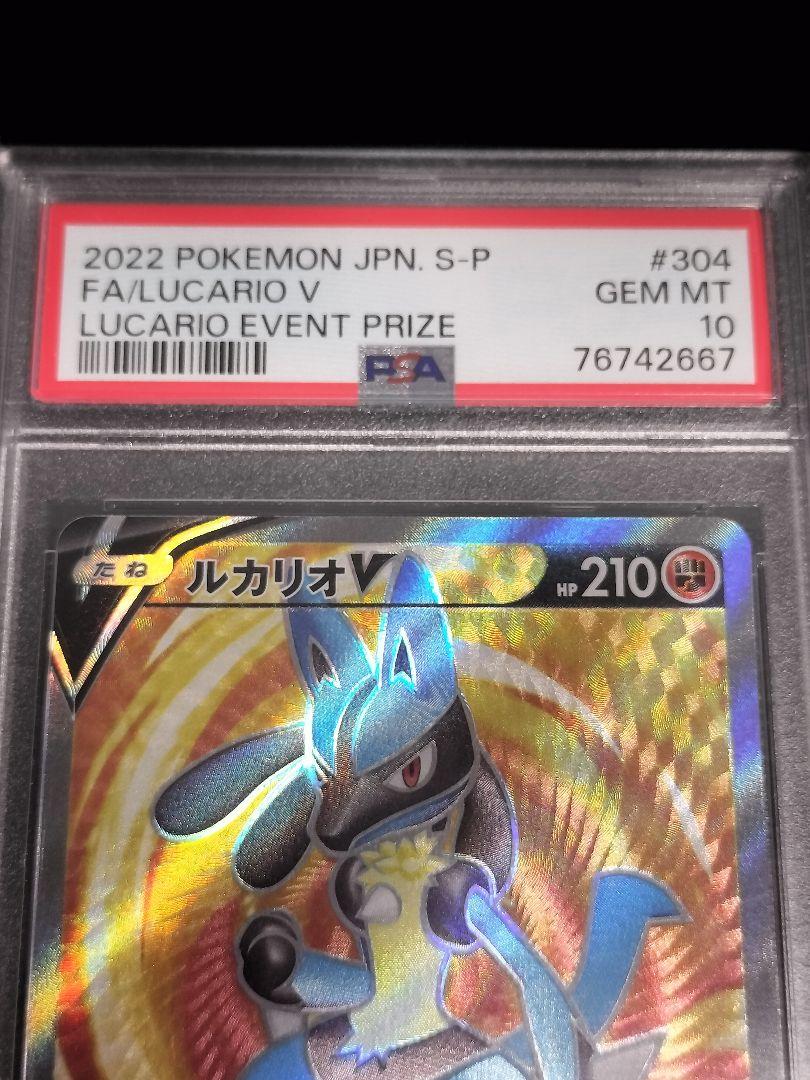 2022 POKEMON JPN. S-P #304
FA/LUCARIO V GEM MT
LUCARIO EVENT PRIZE 10
PSA 76742667
たね ルカリオV HP 210